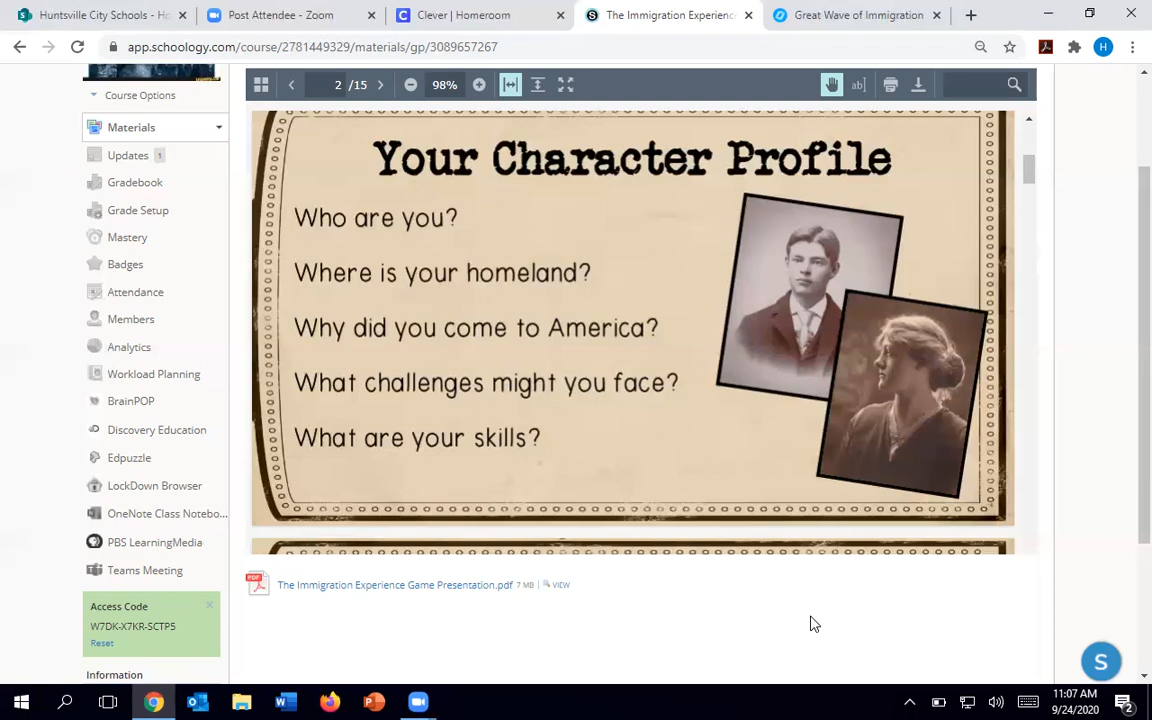 Huntsville City Schools - Ho
Post Attendee - Zoom
Clever | Homeroom
The Immigration Experience
Great Wave of Immigration
app.schoology.com/course/2781449329/materials/gp/3089657267
H
2 /15
98%
ab|
Course Options
Materials
Updates 1
Gradebook
Grade Setup
Mastery
Badges
Attendance
Members
Analytics
Workload Planning
BrainPOP
Discovery Education
Edpuzzle
LockDown Browser
OneNote Class Notebo...
PBS LearningMedia
Teams Meeting
Access Code
W7DK-X7KR-SCTP5
Reset
Information
Your Character Profile
Who are you?
Where is your homeland?
Why did you come to America?
What challenges might you face?
What are your skills?
PDF
The Immigration Experience Game Presentation.pdf 7 MB | VIEW
S
11:07 AM
9/24/2020
2